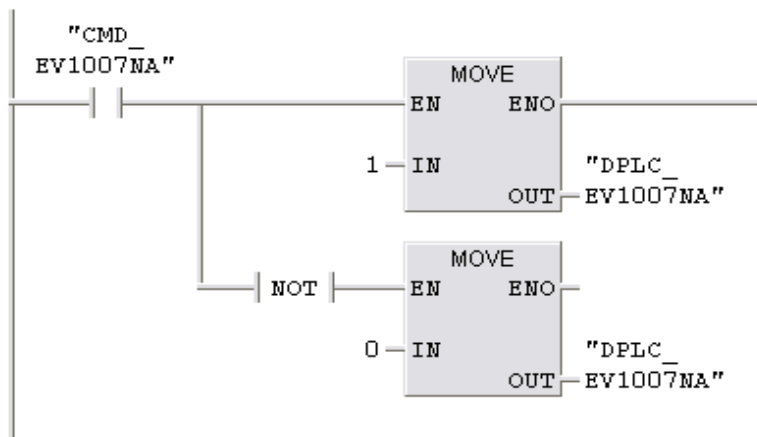 "CMD_
EV1007NA"
MOVE
EN ENO
1 IN "DPLC_
OUT EV1007NA"
NOT
MOVE
EN ENO
0 IN "DPLC_
OUT EV1007NA"